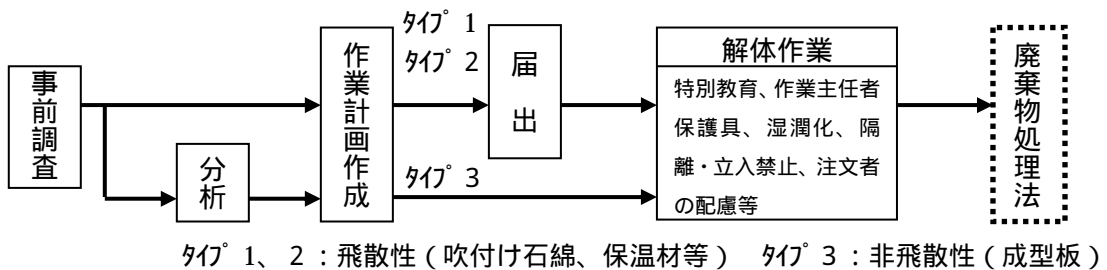 事前調査
分析
作業計画作成
ﾀｲﾌﾟ 1
ﾀｲﾌﾟ 2
ﾀｲﾌﾟ 3
届出
解体作業
特別教育、作業主任者
保護具、湿潤化、隔
離・立入禁止、注文者
の配慮等
廃棄物処理法
ﾀｲﾌﾟ 1、2：飛散性（吹付け石綿、保温材等） ﾀｲﾌﾟ 3：非飛散性（成型板）